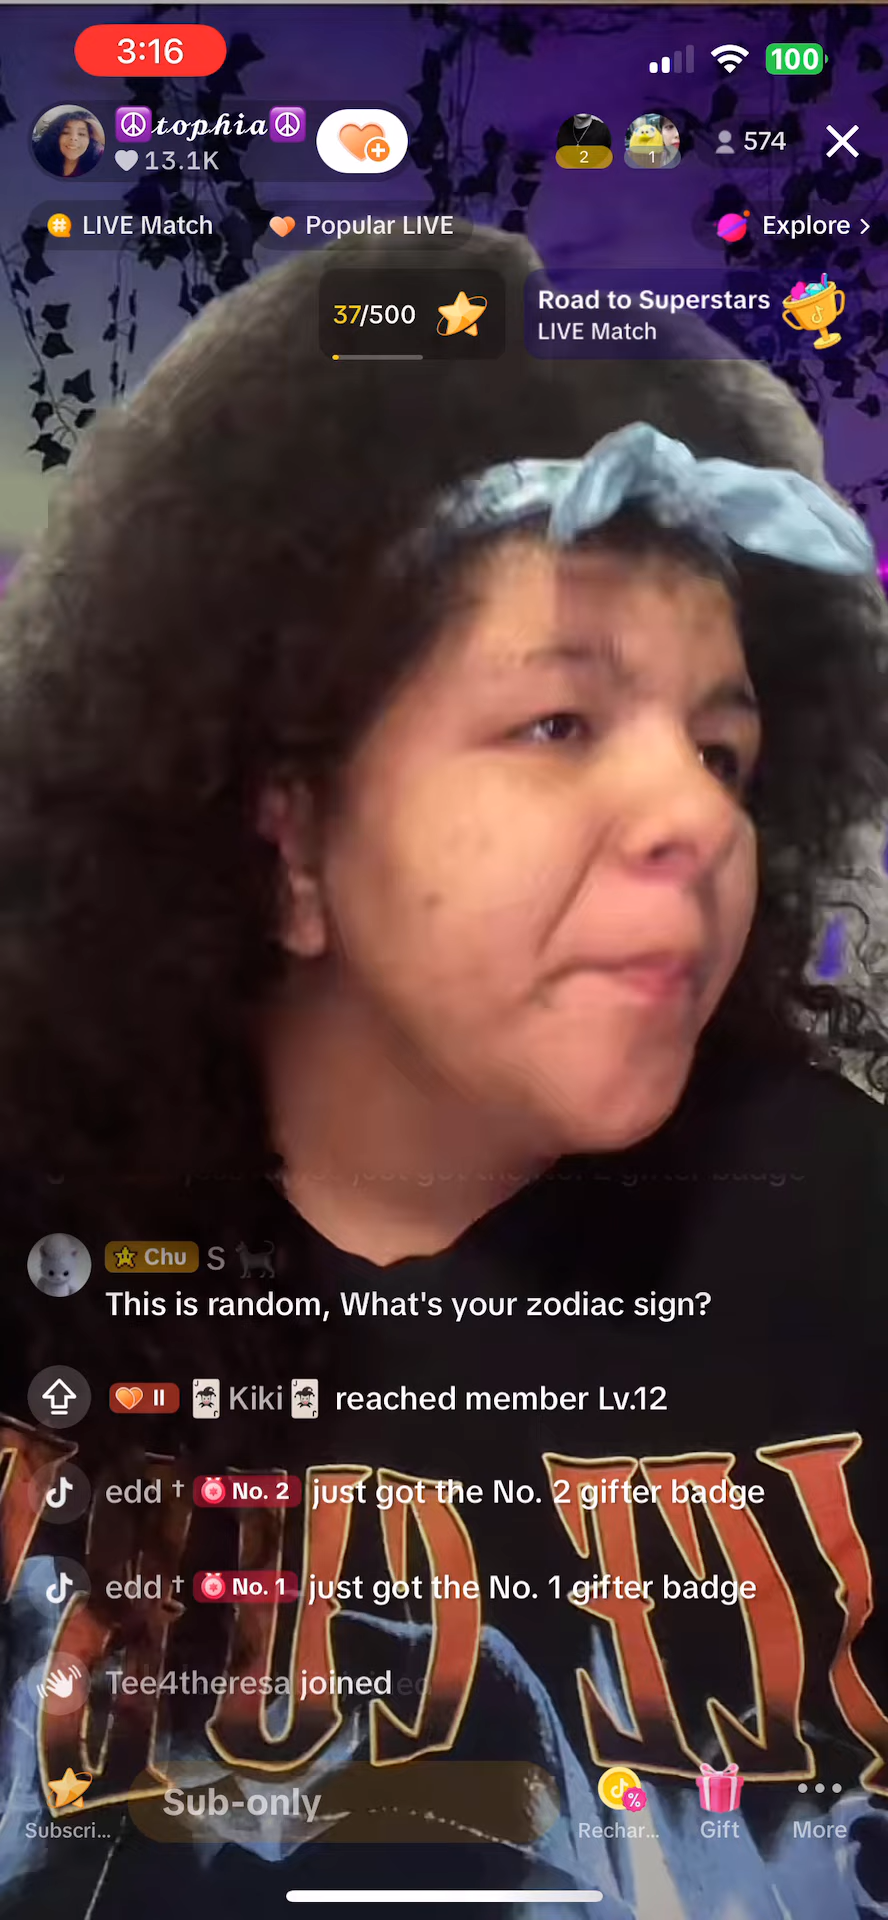 3:16
100
☮️𝓽𝓸𝓹𝓱𝓲𝓪☮️
13.1K
2
1
574
LIVE Match
Popular LIVE
Explore >
37/500
Road to Superstars
LIVE Match
Chu S
This is random, What's your zodiac sign?
II Kiki reached member Lv.12
edd † No. 2 just got the No. 2 gifter badge
edd † No. 1 just got the No. 1 gifter badge
Tee4theresa joined
Sub-only
Subscri...
Rechar...
Gift
More